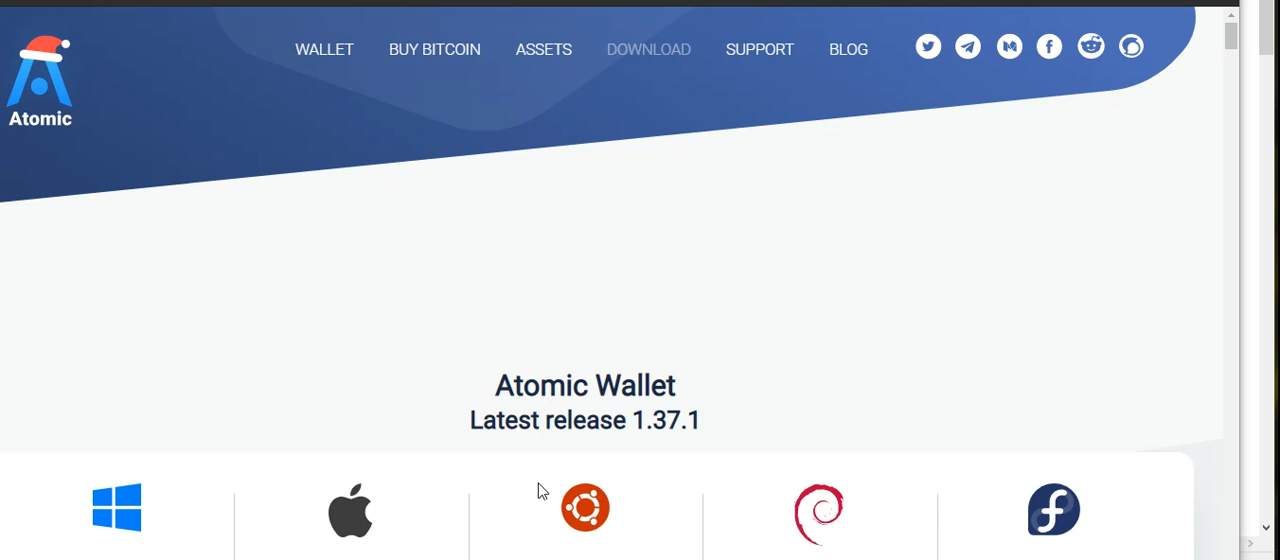 WALLET BUY BITCOIN ASSETS DOWNLOAD SUPPORT BLOG
Atomic
Atomic Wallet
Latest release 1.37.1